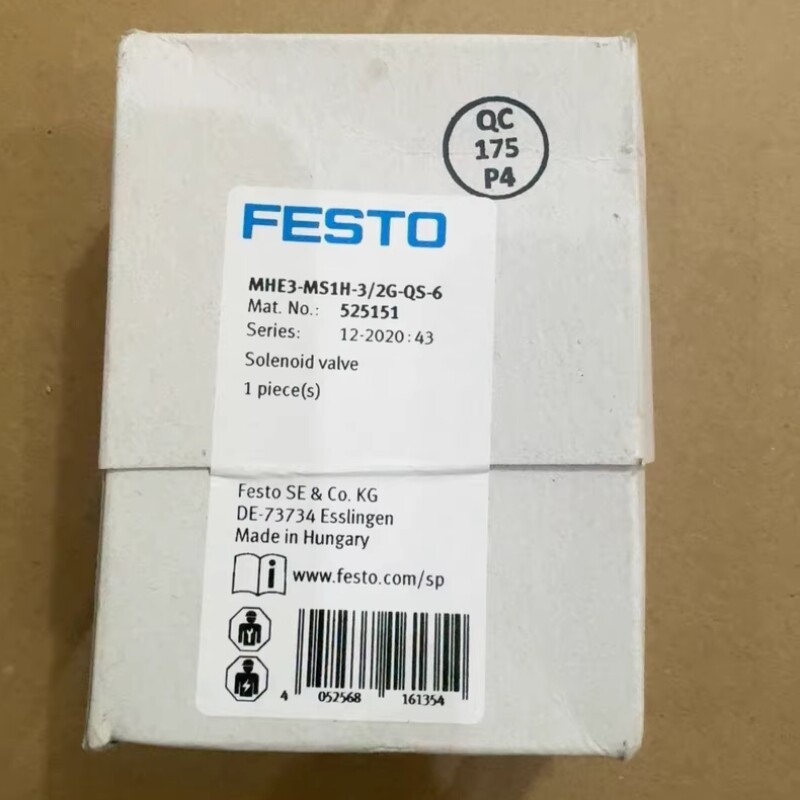 QC
175
P4
FESTO
MHE3-MS1H-3/2G-QS-6
Mat. No.: 525151
Series: 12-2020:43
Solenoid valve
1 piece(s)
Festo SE & Co. KG
DE-73734 Esslingen
Made in Hungary
i www.festo.com/sp
4 052568 161354